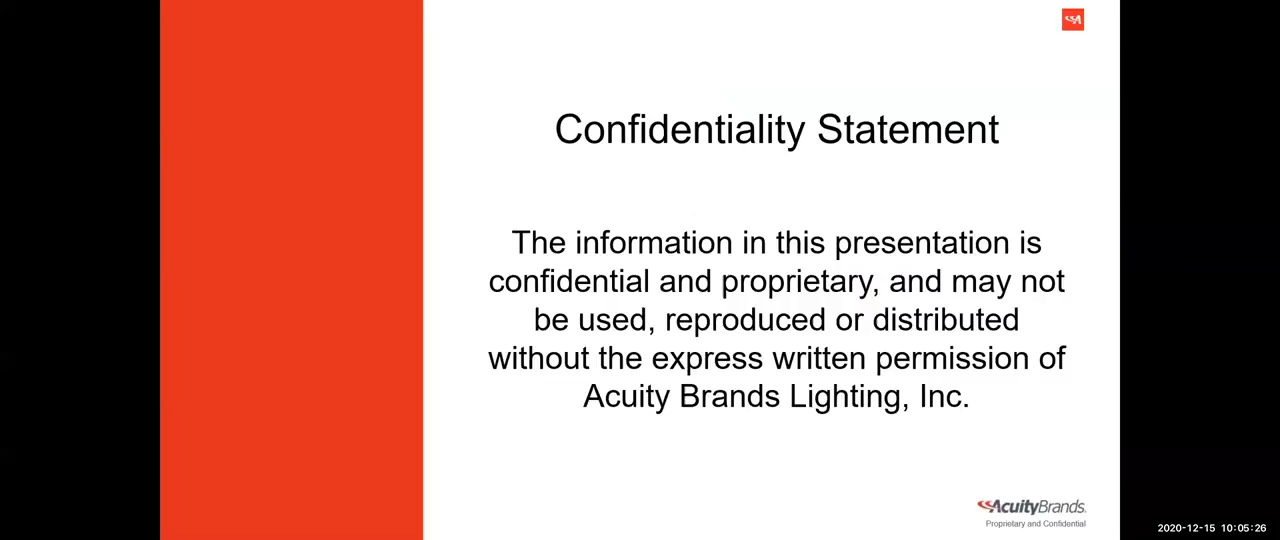 Confidentiality Statement
The information in this presentation is
confidential and proprietary, and may not
be used, reproduced or distributed
without the express written permission of
Acuity Brands Lighting, Inc.
AcuityBrands.
Proprietary and Confidential
2020-12-15 10:05:26